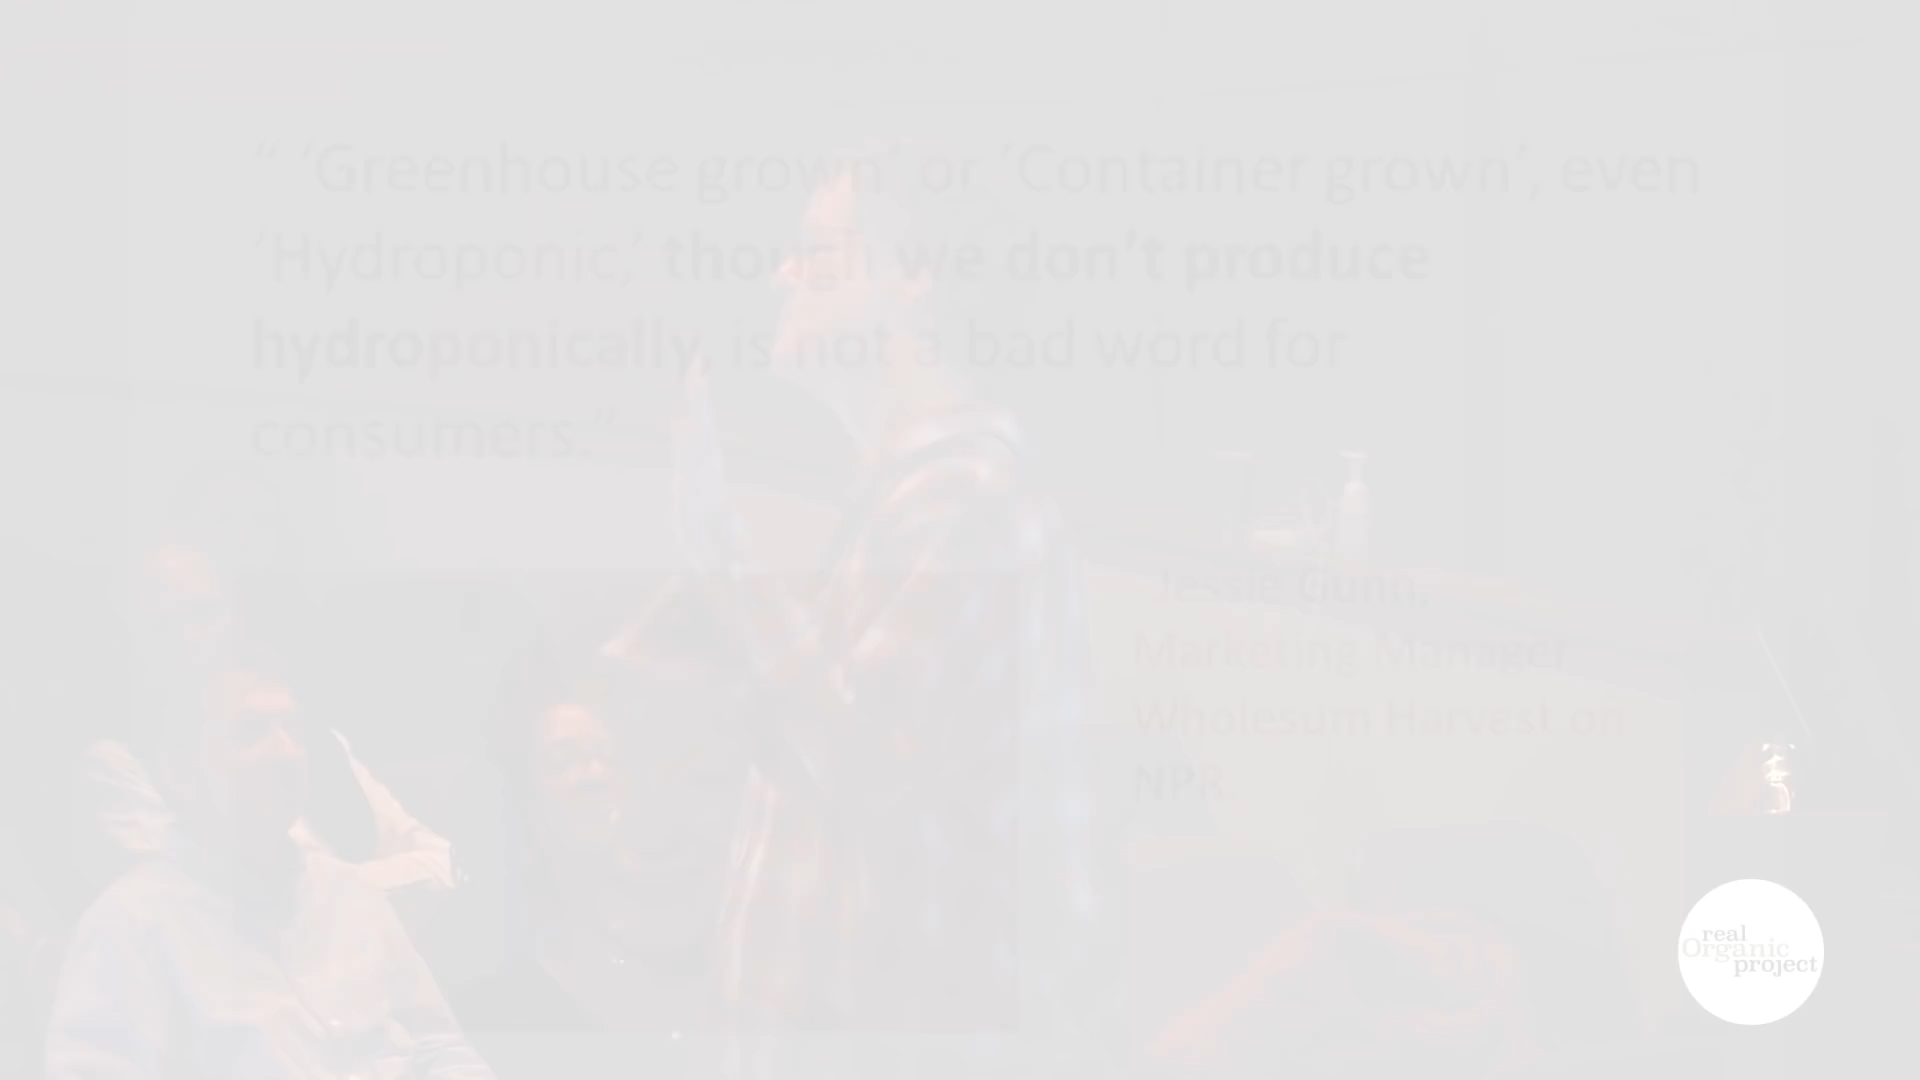 “ ‘Greenhouse grown’ or ‘Container grown’, even
‘Hydroponic,’ though we don’t produce
hydroponically, is not a bad word for
consumers.”
Jessie Gunn,
Marketing Manager
Wholesum Harvest on
NPR.
real
Organic
project